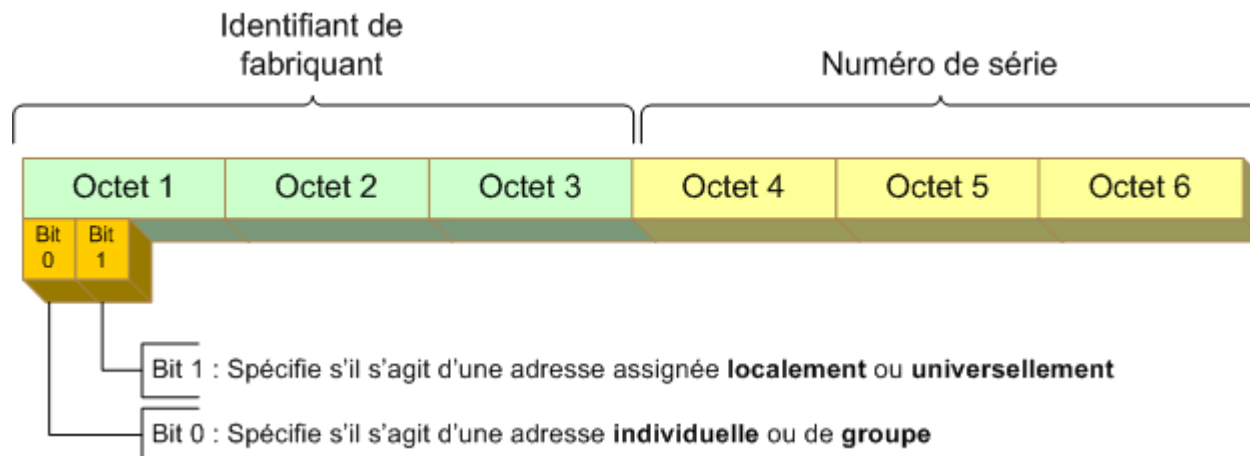 Identifiant de
fabriquant
Numéro de série
Octet 1 Octet 2 Octet 3 Octet 4 Octet 5 Octet 6
Bit
0
Bit
1
Bit 1 : Spécifie s'il s'agit d'une adresse assignée localement ou universellement
Bit 0 : Spécifie s'il s'agit d'une adresse individuelle ou de groupe